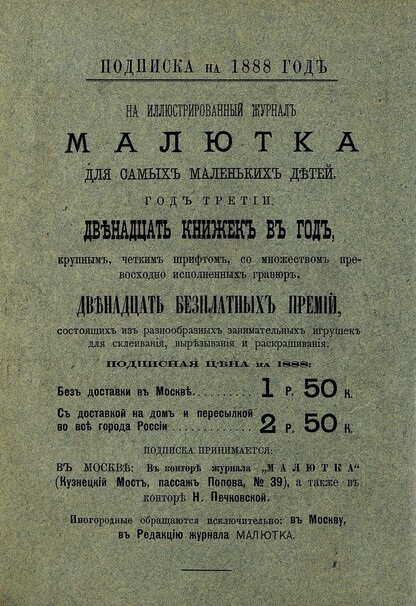 ПОДПИСКА на 1888 ГОДЪ
НА ИЛЛЮСТРИРОВАННЫЙ ЖУРНАЛЪ
МАЛЮТКА
ДЛЯ САМЫХЪ МАЛЕНЬКИХЪ ДѢТЕЙ.
ГОДЪ ТРЕТІЙ.
ДВѢНАДЦАТЬ КНИЖЕКЪ ВЪ ГОДЪ,
крупнымъ, четкимъ шрифтомъ, со множествомъ пре-
восходно исполненныхъ гравюръ.
ДВѢНАДЦАТЬ БЕЗПЛАТНЫХЪ ПРЕМІЙ,
состоящихъ изъ разнообразныхъ занимательныхъ игрушекъ
для склеиванія, вырѣзыванія и раскрашиванія.
ПОДПИСНАЯ ЦѢНА на 1888:
Безъ доставки въ Москвѣ.......... 1 Р. 50 К.
Съ доставкой на домъ и пересылкой
во всѣ города Россіи ............ 2 Р. 50 К.
ПОДПИСКА ПРИНИМАЕТСЯ:
ВЪ МОСКВѢ: Въ конторѣ журнала „МАЛЮТКА“
(Кузнецкій Мостъ, пассажъ Попова, № 39), а также въ
конторѣ Н. Печковской.
Иногородные обращаются исключительно: въ Москву,
въ Редакцію журнала МАЛЮТКА.